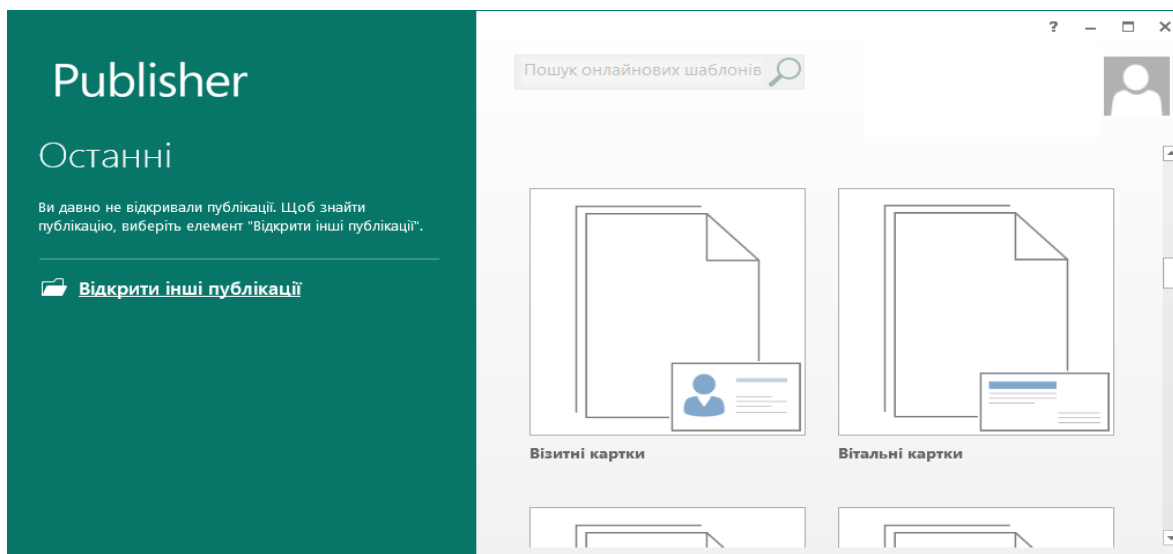 ?
Publisher
Пошук онлайнових шаблонів
Останні
Ви давно не відкривали публікації. Щоб знайти
публікацію, виберіть елемент "Відкрити інші публікації".
Відкрити інші публікації
Візитні картки
Вітальні картки